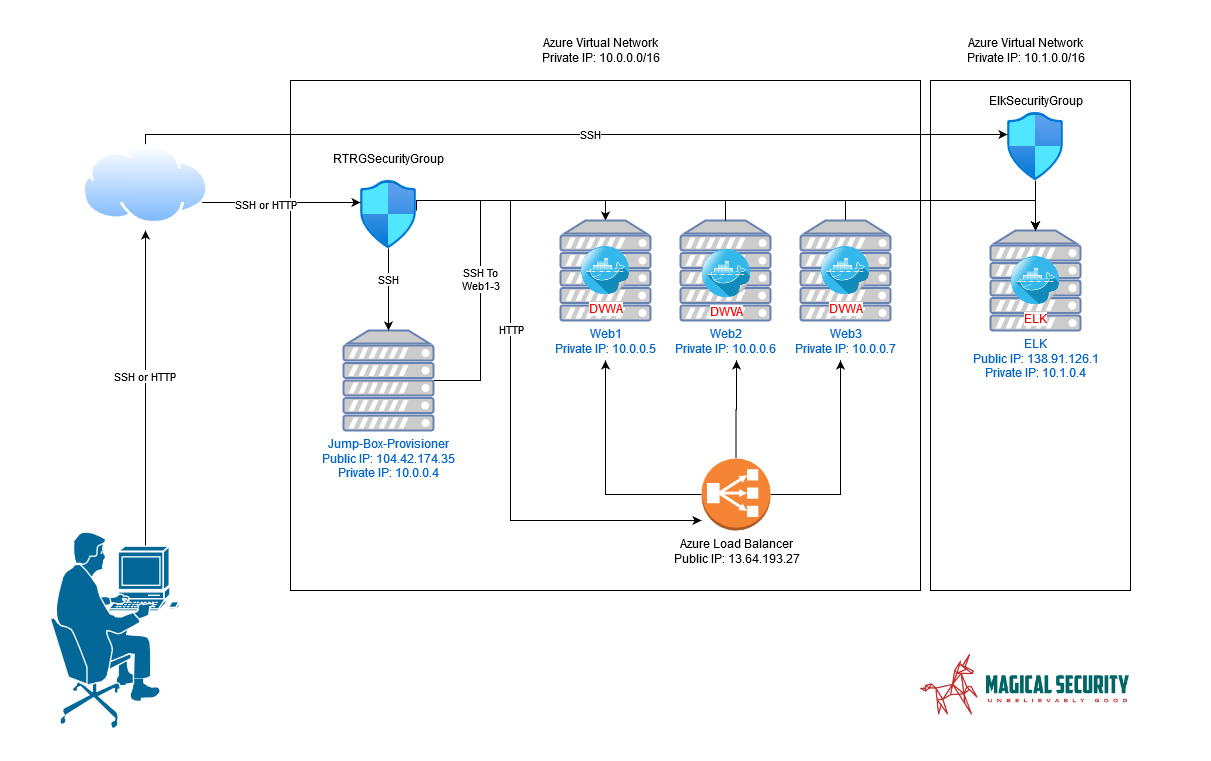 Azure Virtual Network
Private IP: 10.0.0.0/16
Azure Virtual Network
Private IP: 10.1.0.0/16
ElkSecurityGroup
SSH
RTRGSecurityGroup
SSH or HTTP
SSH
SSH To
Web1-3
HTTP
DVWA
Web1
Private IP: 10.0.0.5
DWVA
Web2
Private IP: 10.0.0.6
DVWA
Web3
Private IP: 10.0.0.7
ELK
ELK
Public IP: 138.91.126.1
Private IP: 10.1.0.4
SSH or HTTP
Jump-Box-Provisioner
Public IP: 104.42.174.35
Private IP: 10.0.0.4
Azure Load Balancer
Public IP: 13.64.193.27
MAGICAL SECURITY
UNBELIEVABLY GOOD